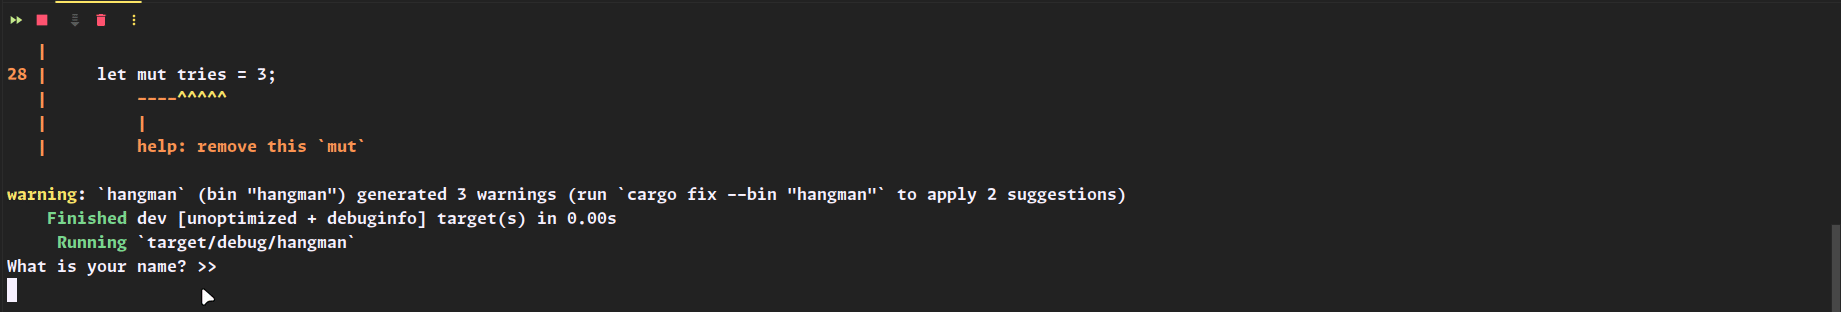 |
28 |     let mut tries = 3;
   |         ----^^^^^
   |         |
   |         help: remove this `mut`
warning: `hangman` (bin "hangman") generated 3 warnings (run `cargo fix --bin "hangman"` to apply 2 suggestions)
    Finished dev [unoptimized + debuginfo] target(s) in 0.00s
     Running `target/debug/hangman`
What is your name? >>